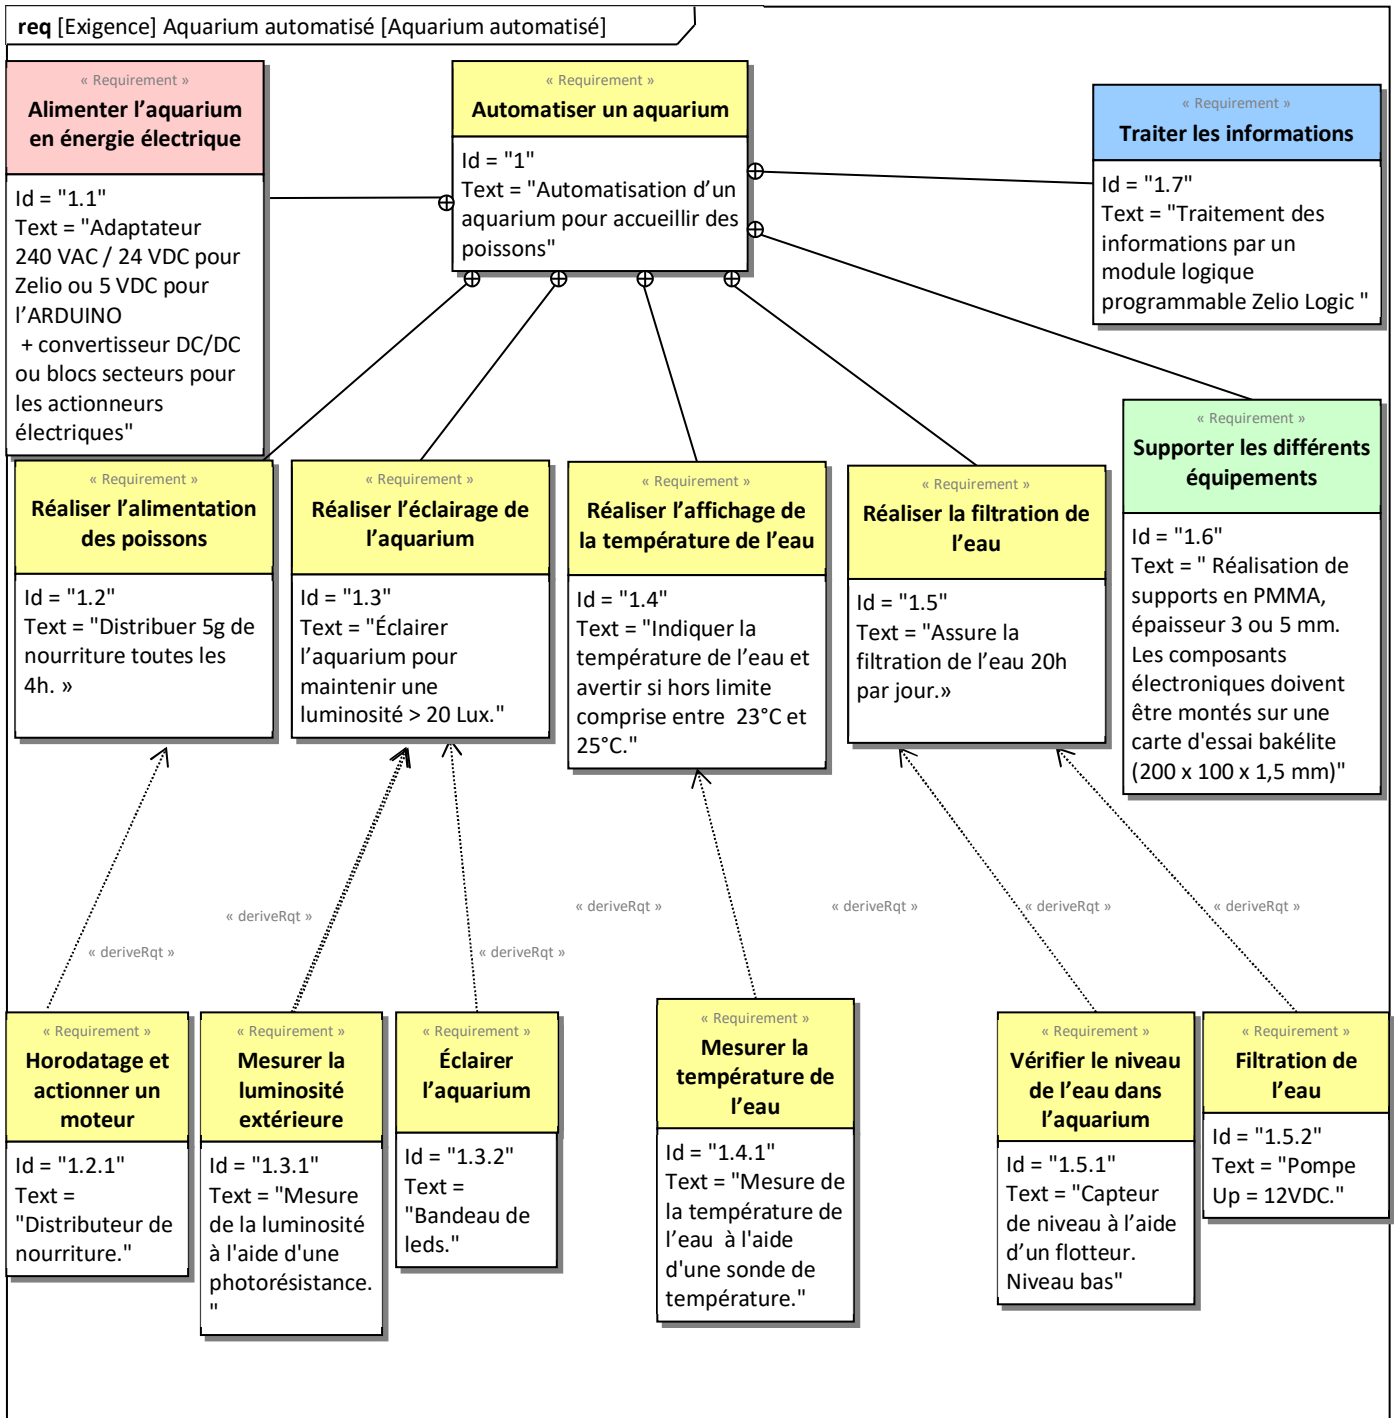 req [Exigence] Aquarium automatisé [Aquarium automatisé]
« Requirement »
Alimenter l’aquarium
en énergie électrique
Id = "1.1"
Text = "Adaptateur
240 VAC / 24 VDC pour
Zelio ou 5 VDC pour
l’ARDUINO
+ convertisseur DC/DC
ou blocs secteurs pour
les actionneurs
électriques"
« Requirement »
Automatiser un aquarium
Id = "1"
Text = "Automatisation d’un
aquarium pour accueillir des
poissons"
« Requirement »
Traiter les informations
Id = "1.7"
Text = "Traitement des
informations par un
module logique
programmable Zelio Logic "
« Requirement »
Réaliser l’alimentation
des poissons
Id = "1.2"
Text = "Distribuer 5g de
nourriture toutes les
4h. »
« Requirement »
Réaliser l’éclairage de
l’aquarium
Id = "1.3"
Text = "Éclairer
l’aquarium pour
maintenir une
luminosité > 20 Lux."
« Requirement »
Réaliser l’affichage de
la température de l’eau
Id = "1.4"
Text = "Indiquer la
température de l’eau et
avertir si hors limite
comprise entre  23°C et
25°C."
« Requirement »
Réaliser la filtration de
l’eau
Id = "1.5"
Text = "Assure la
filtration de l’eau 20h
par jour.»
« Requirement »
Supporter les différents
équipements
Id = "1.6"
Text = " Réalisation de
supports en PMMA,
épaisseur 3 ou 5 mm.
Les composants
électroniques doivent
être montés sur une
carte d'essai bakélite
(200 x 100 x 1,5 mm)"
« deriveRqt »
« deriveRqt »
« deriveRqt »
« deriveRqt »
« deriveRqt »
« deriveRqt »
« deriveRqt »
« Requirement »
Horodatage et
actionner un
moteur
Id = "1.2.1"
Text =
"Distributeur de
nourriture."
« Requirement »
Mesurer la
luminosité
extérieure
Id = "1.3.1"
Text = "Mesure
de la luminosité
à l'aide d'une
photorésistance.
"
« Requirement »
Éclairer
l’aquarium
Id = "1.3.2"
Text =
"Bandeau de
leds."
« Requirement »
Mesurer la
température de
l’eau
Id = "1.4.1"
Text = "Mesure de
la température de
l’eau  à l'aide
d'une sonde de
température."
« Requirement »
Vérifier le niveau
de l’eau dans
l’aquarium
Id = "1.5.1"
Text = "Capteur
de niveau à l’aide
d’un flotteur.
Niveau bas"
« Requirement »
Filtration de
l’eau
Id = "1.5.2"
Text = "Pompe
Up = 12VDC."